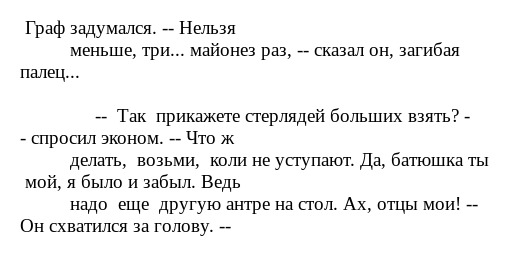 Граф задумался. -- Нельзя
меньше, три... майонез раз, -- сказал он, загибая
палец...
--  Так  прикажете стерлядей больших взять? -
- спросил эконом. -- Что ж
делать,  возьми,  коли не уступают. Да, батюшка ты
мой, я было и забыл. Ведь
надо  еще  другую антре на стол. Ах, отцы мои! --
Он схватился за голову. --